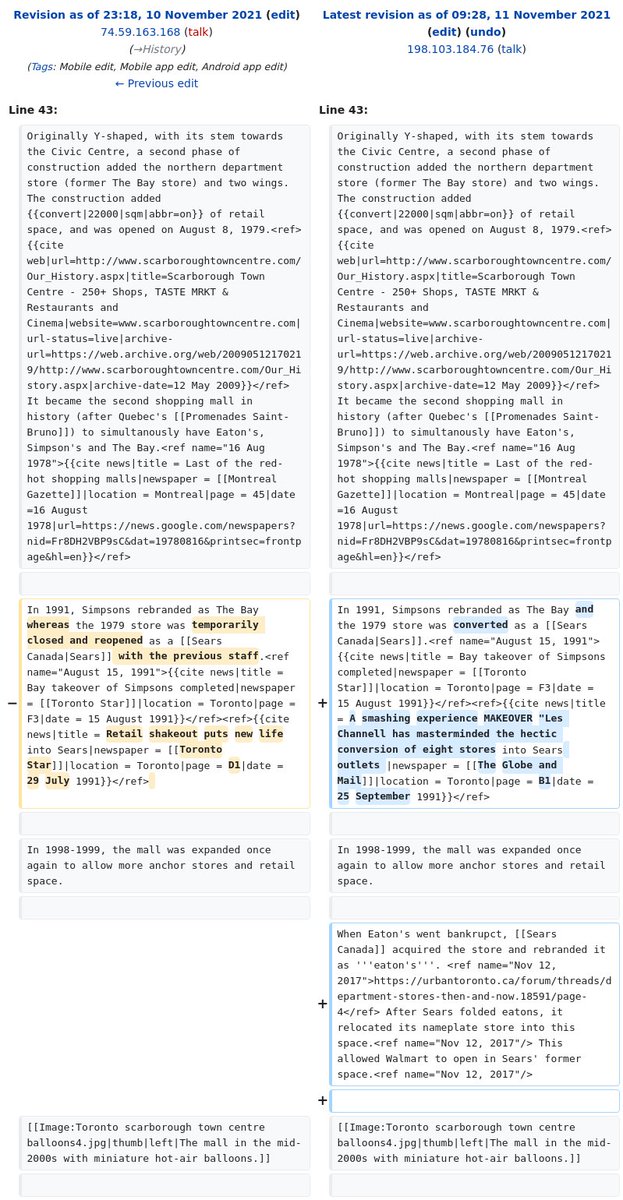 Revision as of 23:18, 10 November 2021 (edit)
74.59.163.168 (talk)
(→History)
(Tags: Mobile edit, Mobile app edit, Android app edit)
← Previous edit
Latest revision as of 09:28, 11 November 2021
(edit) (undo)
198.103.184.76 (talk)
Line 43:
Line 43:
Originally Y-shaped, with its stem towards
the Civic Centre, a second phase of
construction added the northern department
store (former The Bay store) and two wings.
The construction added
{{convert|22000|sqm|abbr=on}} of retail
space, and was opened on August 8, 1979.<ref>
{{cite
web|url=http://www.scarboroughtowncentre.com/
Our_History.aspx|title=Scarborough Town
Centre - 250+ Shops, TASTE MRKT &
Restaurants and
Cinema|website=www.scarboroughtowncentre.com|
url-status=live|archive-
url=https://web.archive.org/web/2009051217021
9/http://www.scarboroughtowncentre.com/Our_Hi
story.aspx|archive-date=12 May 2009}}</ref>
It became the second shopping mall in
history (after Quebec's [[Promenades Saint-
Bruno]]) to simultanously have Eaton's,
Simpson's and The Bay.<ref name="16 Aug
1978">{{cite news|title = Last of the red-
hot shopping malls|newspaper = [[Montreal
Gazette]]|location = Montreal|page = 45|date
=16 August
1978|url=https://news.google.com/newspapers?
nid=Fr8DH2VBP9sC&dat=19780816&printsec=frontp
age&hl=en}}</ref>
Originally Y-shaped, with its stem towards
the Civic Centre, a second phase of
construction added the northern department
store (former The Bay store) and two wings.
The construction added
{{convert|22000|sqm|abbr=on}} of retail
space, and was opened on August 8, 1979.<ref>
{{cite
web|url=http://www.scarboroughtowncentre.com/
Our_History.aspx|title=Scarborough Town
Centre - 250+ Shops, TASTE MRKT &
Restaurants and
Cinema|website=www.scarboroughtowncentre.com|
url-status=live|archive-
url=https://web.archive.org/web/2009051217021
9/http://www.scarboroughtowncentre.com/Our_Hi
story.aspx|archive-date=12 May 2009}}</ref>
It became the second shopping mall in
history (after Quebec's [[Promenades Saint-
Bruno]]) to simultanously have Eaton's,
Simpson's and The Bay.<ref name="16 Aug
1978">{{cite news|title = Last of the red-
hot shopping malls|newspaper = [[Montreal
Gazette]]|location = Montreal|page = 45|date
=16 August
1978|url=https://news.google.com/newspapers?
nid=Fr8DH2VBP9sC&dat=19780816&printsec=frontp
age&hl=en}}</ref>
−
In 1991, Simpsons rebranded as The Bay
whereas the 1979 store was temporarily
closed and reopened as a [[Sears
Canada|Sears]] with the previous staff.<ref
name="August 15, 1991">{{cite news|title =
Bay takeover of Simpsons completed|newspaper
= [[Toronto Star]]|location = Toronto|page =
F3|date = 15 August 1991}}</ref><ref>{{cite
news|title = Retail shakeout puts new life
into Sears|newspaper = [[Toronto
Star]]|location = Toronto|page = D1|date =
29 July 1991}}</ref>
+
In 1991, Simpsons rebranded as The Bay and
the 1979 store was converted as a [[Sears
Canada|Sears]].<ref name="August 15, 1991">
{{cite news|title = Bay takeover of Simpsons
completed|newspaper = [[Toronto
Star]]|location = Toronto|page = F3|date =
15 August 1991}}</ref><ref>{{cite news|title
= A smashing experience MAKEOVER "Les
Channell has masterminded the hectic
conversion of eight stores into Sears
outlets |newspaper = [[The Globe and
Mail]]|location = Toronto|page = B1|date =
25 September 1991}}</ref>
In 1998-1999, the mall was expanded once
again to allow more anchor stores and retail
space.
In 1998-1999, the mall was expanded once
again to allow more anchor stores and retail
space.
+
When Eaton's went bankrupct, [[Sears
Canada]] acquired the store and rebranded it
as '''eaton's'''. <ref name="Nov 12,
2017">https://urbantoronto.ca/forum/threads/d
epartment-stores-then-and-now.18591/page-
4</ref> After Sears folded eatons, it
relocated its nameplate store into this
space.<ref name="Nov 12, 2017"/> This
allowed Walmart to open in Sears' former
space.<ref name="Nov 12, 2017"/>
+
[[Image:Toronto scarborough town centre
balloons4.jpg|thumb|left|The mall in the mid-
2000s with miniature hot-air balloons.]]
[[Image:Toronto scarborough town centre
balloons4.jpg|thumb|left|The mall in the mid-
2000s with miniature hot-air balloons.]]